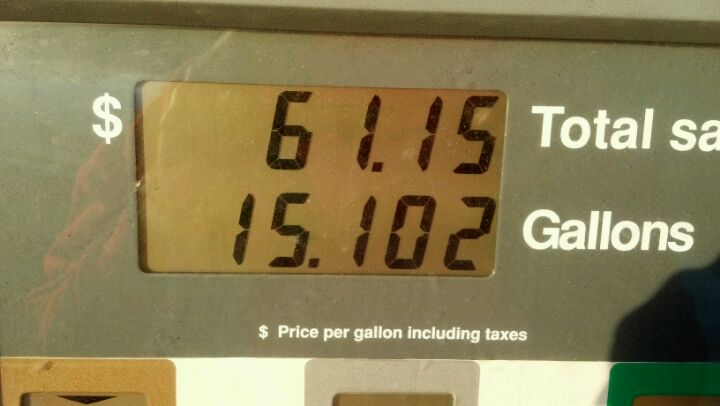 $ 61.15 Total sa
15.102 Gallons
$ Price per gallon including taxes